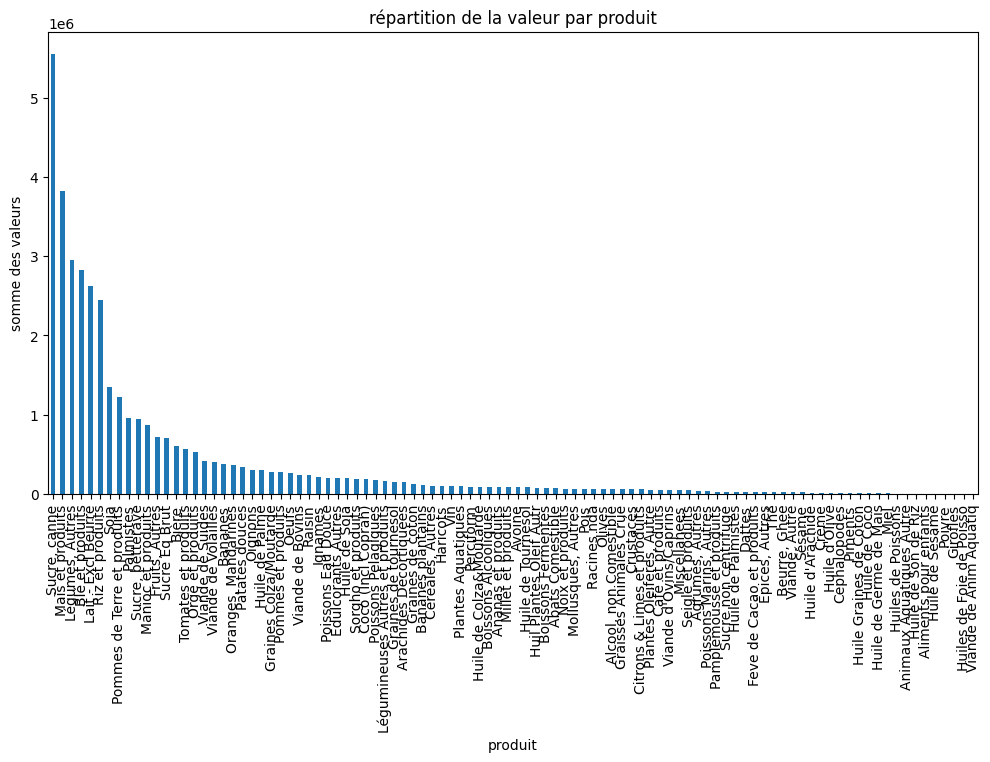 répartition de la valeur par produit
1e6
5
4
3
2
1
0
somme des valeurs
Sucre, canne
Maïs et produits
Légumes, Autres
Blé et produits
Lait - Excl Beurre
Riz et produits
Soja
Pommes de Terre et produits
Palmistes
Sucre, betterave
Manioc et produits
Fruits, Autres
Sucre Eq Brut
Bière
Tomates et produits
Orge et produits
Viande de Suides
Viande de Volailles
Bananes
Oranges, Mandarines
Patates douces
Oignons
Huile de Palme
Graines Colza/Moutarde
Pommes et produits
Oeufs
Viande de Bovins
Raisin
Ignames
Poissons Eau Douce
Edulcorants Autres
Huile de Soja
Sorgho et produits
Coco (Incl Coprah)
Poissons Pelagiques
Légumineuses Autres et produits
Graines de tournesol
Arachides Decortiquees
Graines de coton
Bananes plantains
Céréales, Autres
Haricots
Vin
Plantes Aquatiques
Perciform
Huile de Colza&Moutarde
Boissons Alcooliques
Ananas et produits
Millet et produits
Avoine
Huile de Tournesol
Huil Plantes Oleif Autr
Boissons Fermentés
Abats Comestible
Noix et produits
Mollusques, Autres
Pois
Racines nda
Olives
Alcool, non Comestible
Graisses Animales Crue
Crustacés
Citrons & Limes et produits
Plantes Oleiferes, Autre
Café et produits
Viande d'Ovins/Caprins
Miscellanees
Seigle et produits
Agrumes, Autres
Poissons Marins, Autres
Pamplemousse et produits
Sucre non centrifugé
Huile de Palmistes
Dattes
Feve de Cacao et produits
Épices, Autres
Thé
Beurre, Ghee
Viande, Autre
Sésame
Huile d'Arachide
Crème
Huile d'Olive
Cephalopodes
Piments
Huile Graines de Coton
Huile de Coco
Huile de Germe de Maïs
Miel
Huiles de Poissons
Animaux Aquatiques Autre
Huile de Son de Riz
Aliments pour enfants
Huile de Sésame
Poivre
Girofles
Huiles de Foie de Poisso
Viande de Anim Aquatiq
produit